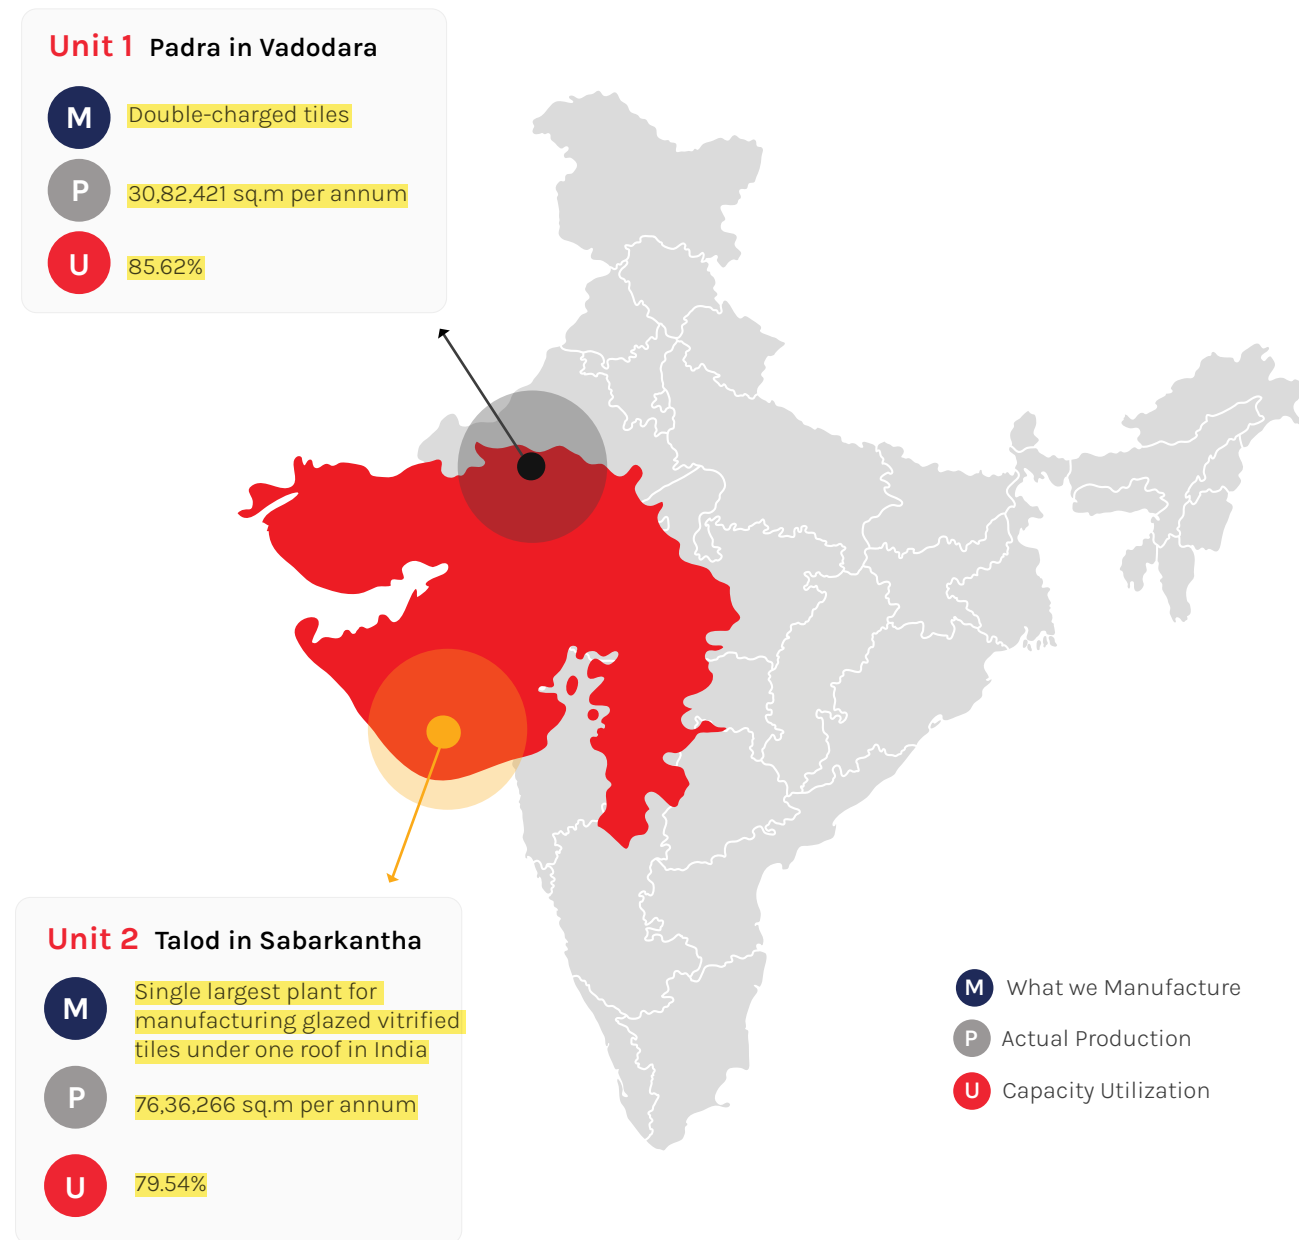 Unit 1 Padra in Vadodara
M Double-charged tiles
P 30,82,421 sq.m per annum
U 85.62%
Unit 2 Talod in Sabarkantha
M Single largest plant for
manufacturing glazed vitrified
tiles under one roof in India
P 76,36,266 sq.m per annum
U 79.54%
M What we Manufacture
P Actual Production
U Capacity Utilization